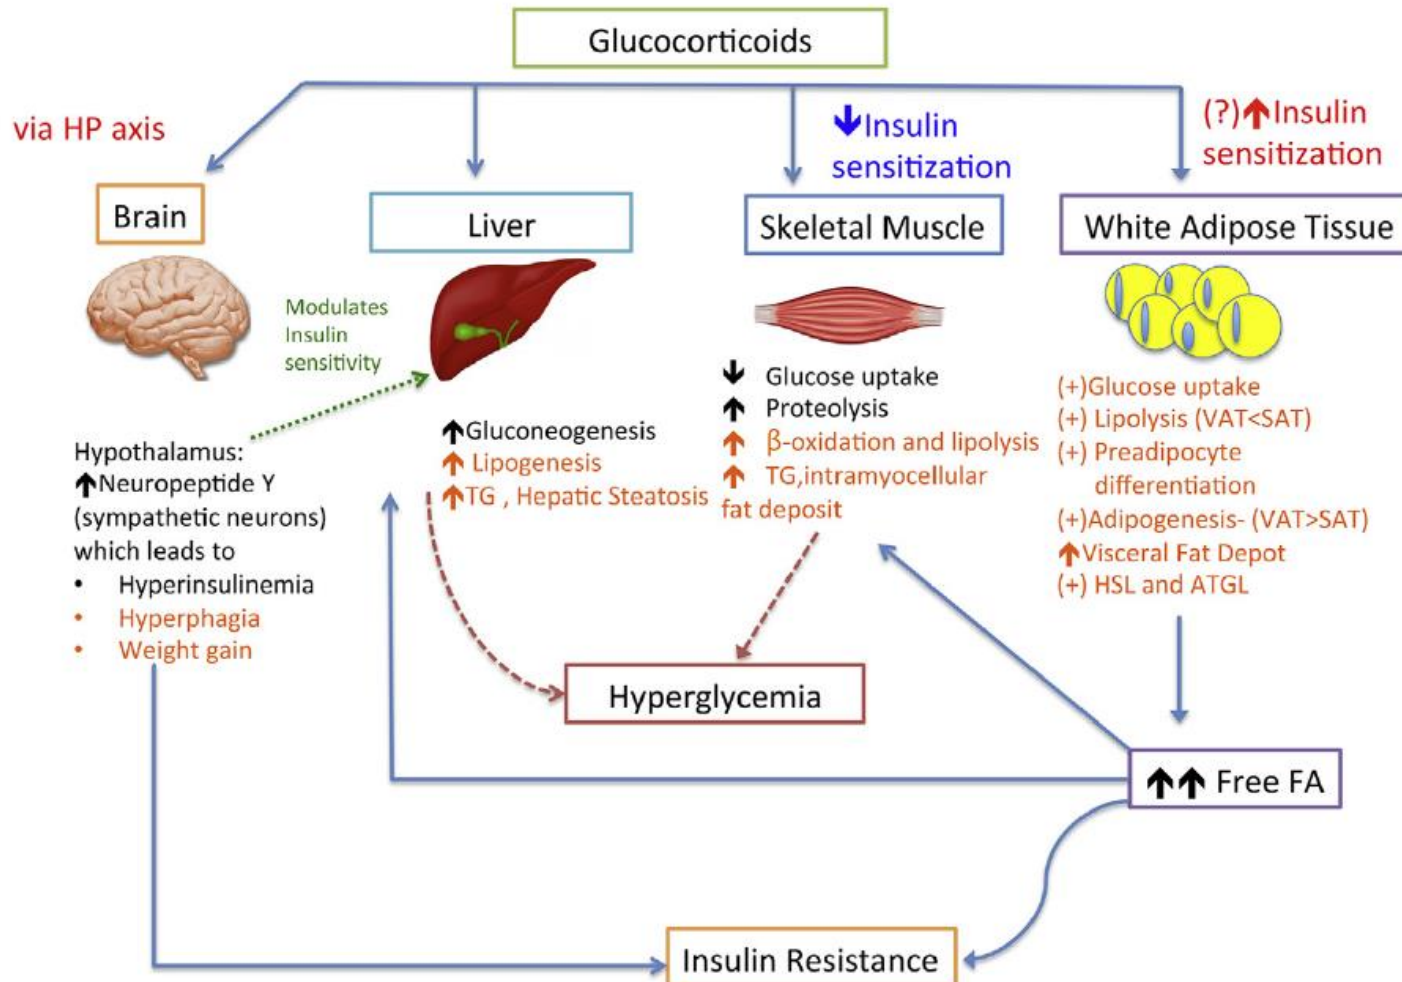 Glucocorticoids
via HP axis
↓Insulin
sensitization
(?)↑Insulin
sensitization
Brain
Liver
Skeletal Muscle
White Adipose Tissue
Modulates
Insulin
sensitivity
Hypothalamus:
↑Neuropeptide Y
(sympathetic neurons)
which leads to
• Hyperinsulinemia
• Hyperphagia
• Weight gain
↑Gluconeogenesis
↑ Lipogenesis
↑TG , Hepatic Steatosis
↓ Glucose uptake
↑ Proteolysis
↑ β-oxidation and lipolysis
↑ TG,intramyocellular
fat deposit
(+)Glucose uptake
(+) Lipolysis (VAT<SAT)
(+) Preadipocyte
differentiation
(+)Adipogenesis- (VAT>SAT)
↑Visceral Fat Depot
(+) HSL and ATGL
Hyperglycemia
↑↑ Free FA
Insulin Resistance